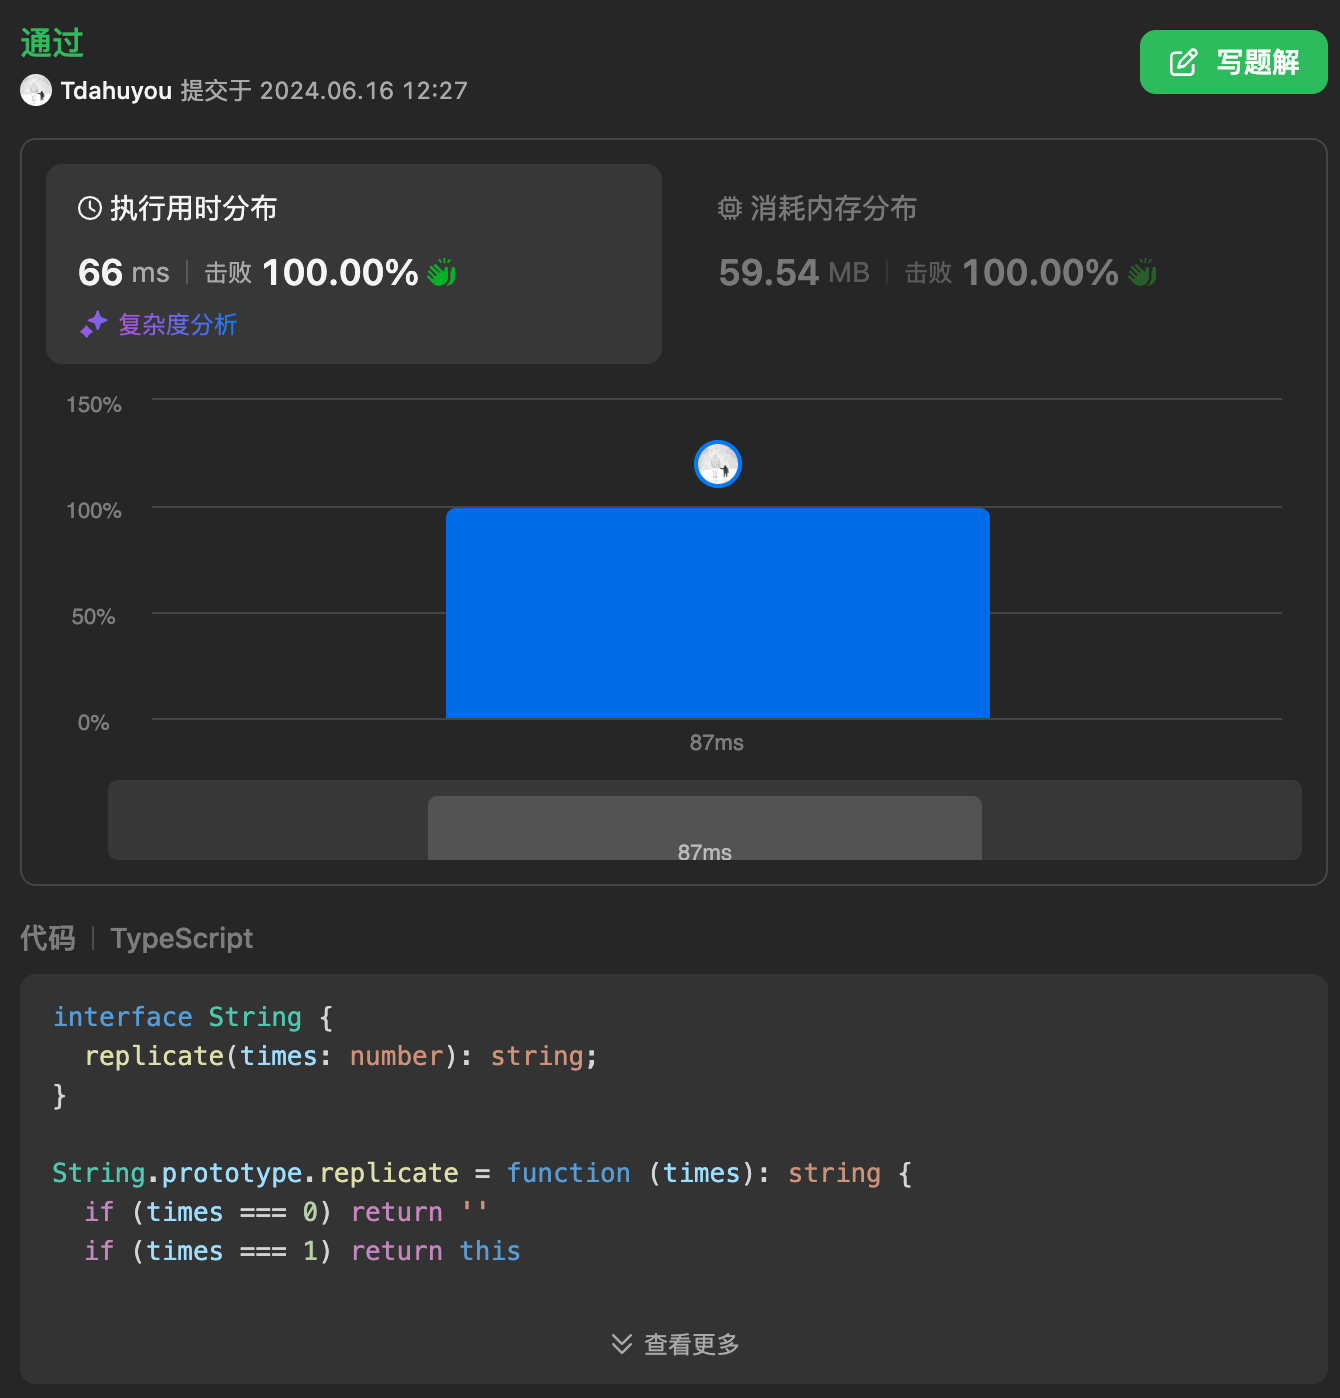 通过
写题解
Tdahuyou 提交于 2024.06.16 12:27
执行用时分布
66 ms | 击败 100.00%
复杂度分析
消耗内存分布
59.54 MB | 击败 100.00%
150%
100%
50%
0%
87ms
87ms
代码 | TypeScript
interface String {
  replicate(times: number): string;
}
String.prototype.replicate = function (times): string {
  if (times === 0) return ''
  if (times === 1) return this
查看更多